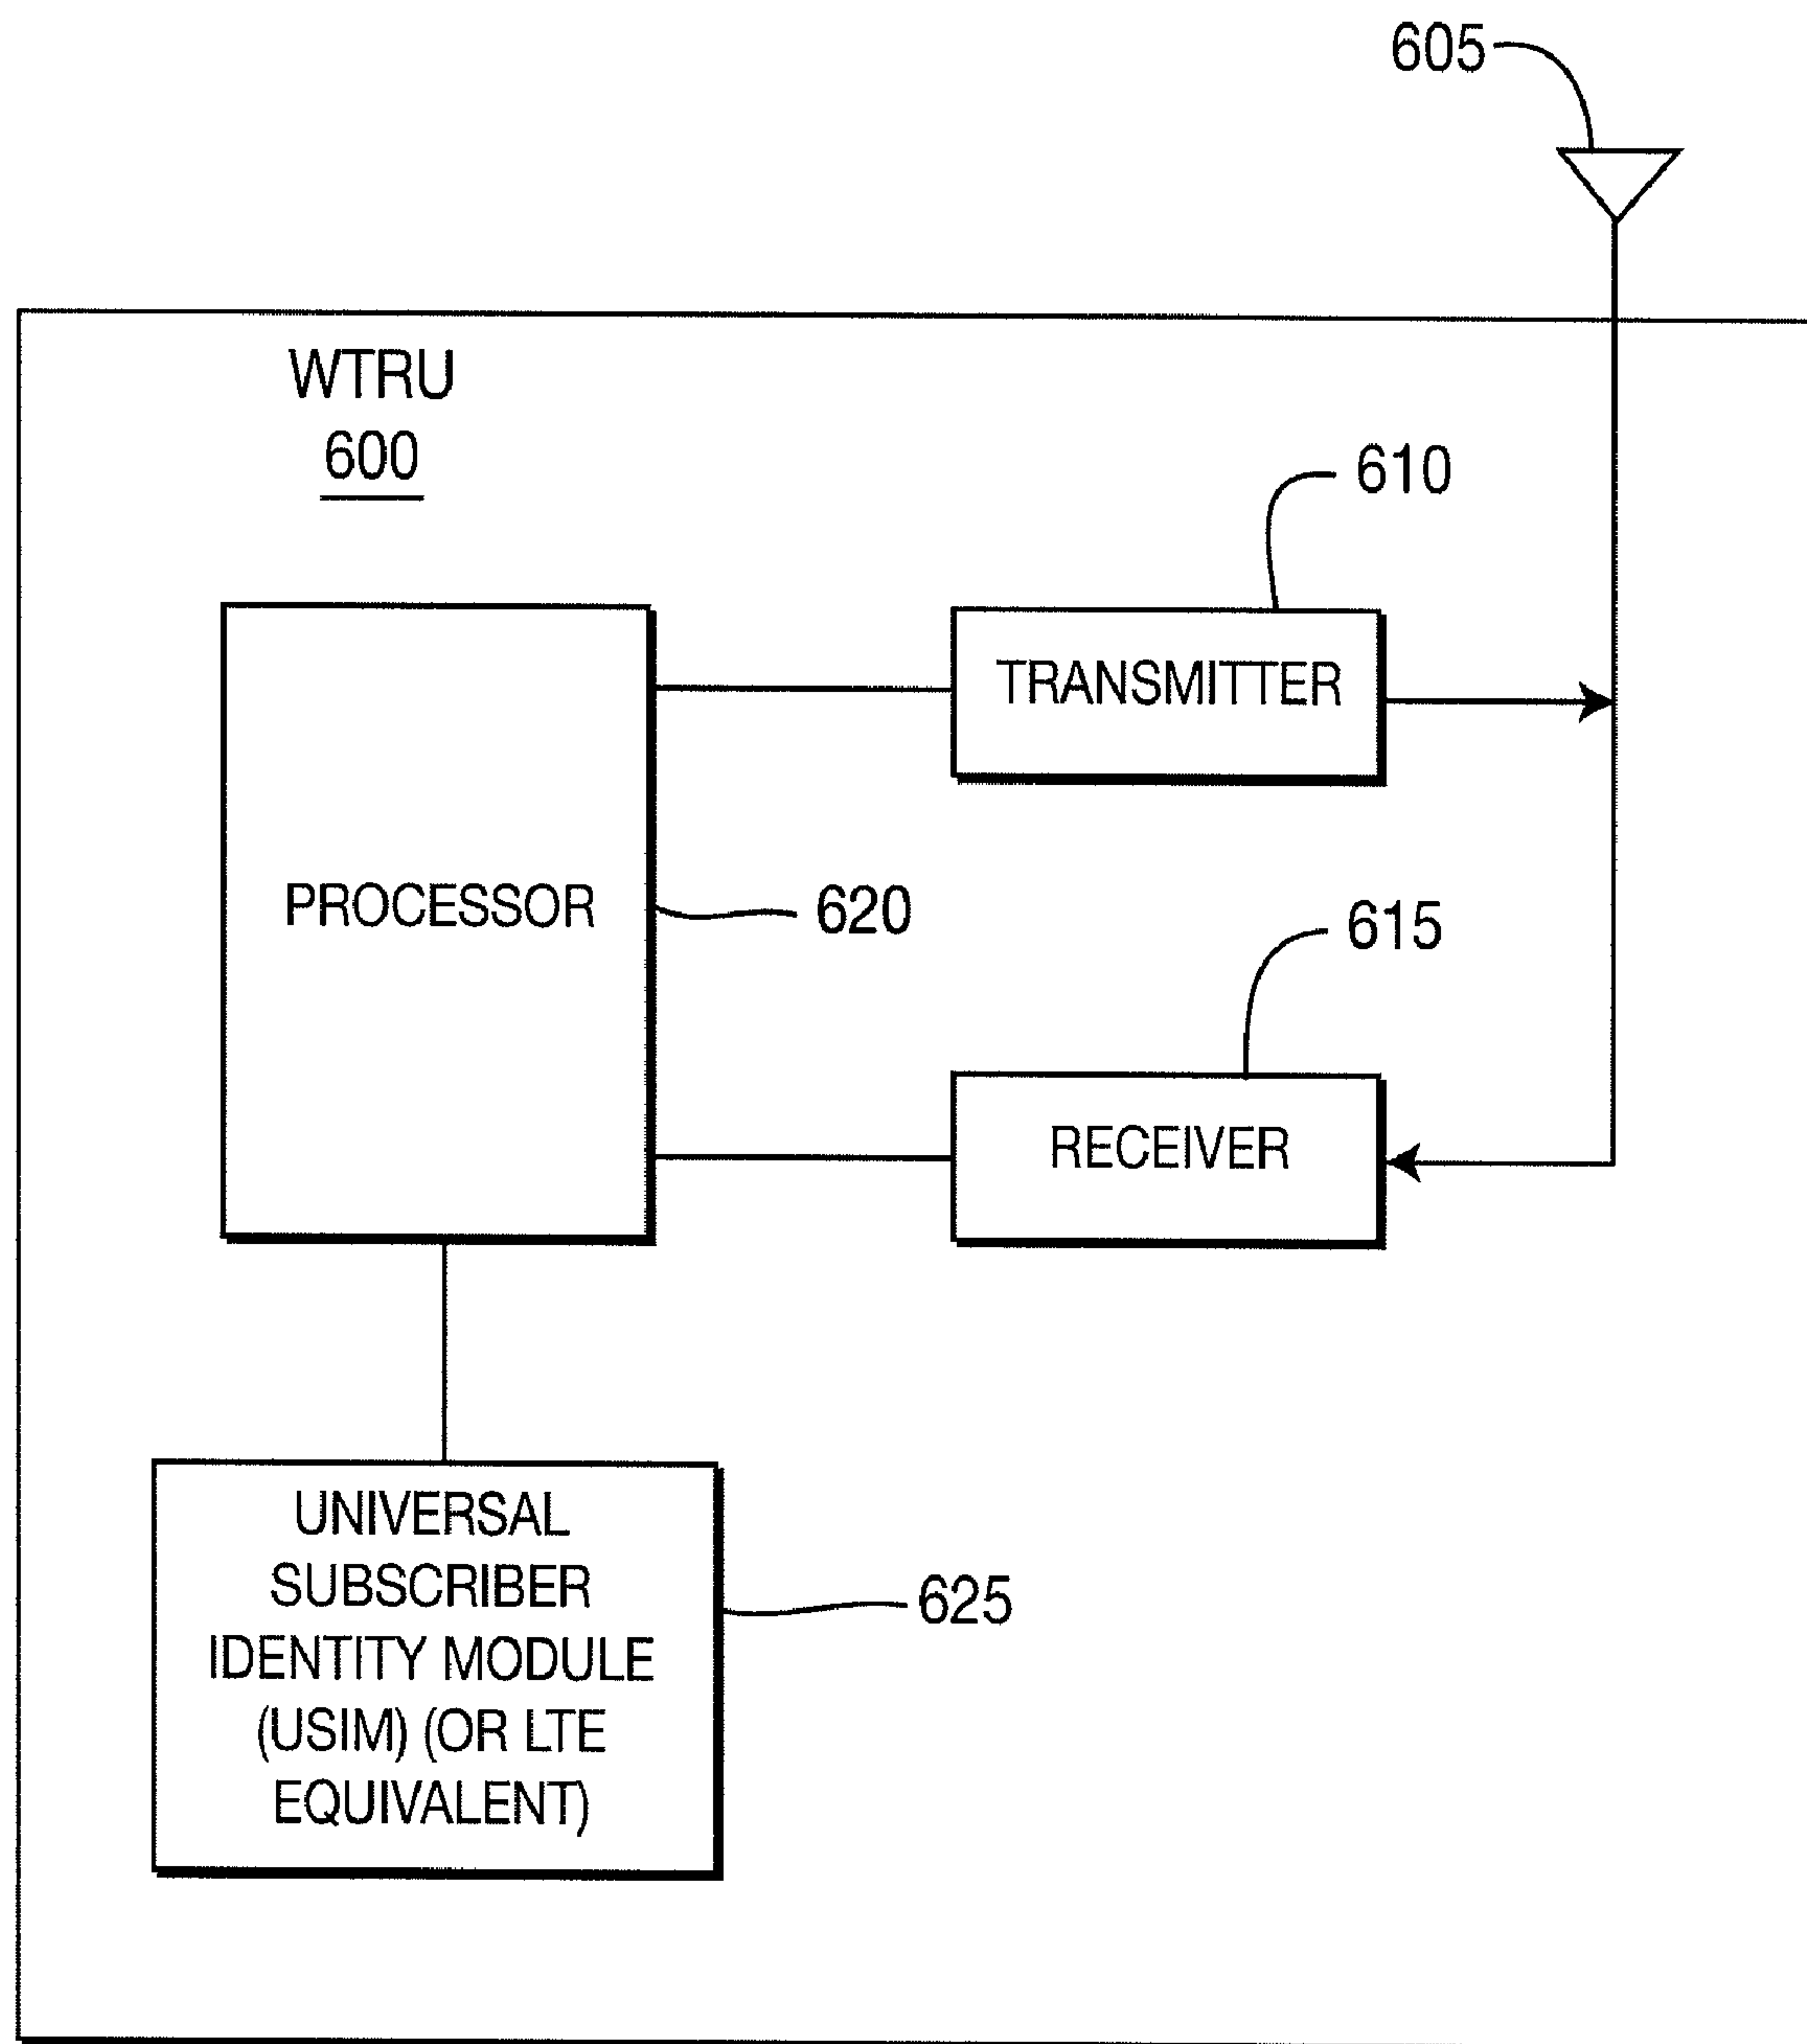 605
WTRU
600
610
TRANSMITTER
PROCESSOR
620
615
RECEIVER
UNIVERSAL
SUBSCRIBER
IDENTITY MODULE
(USIM) (OR LTE
EQUIVALENT)
625